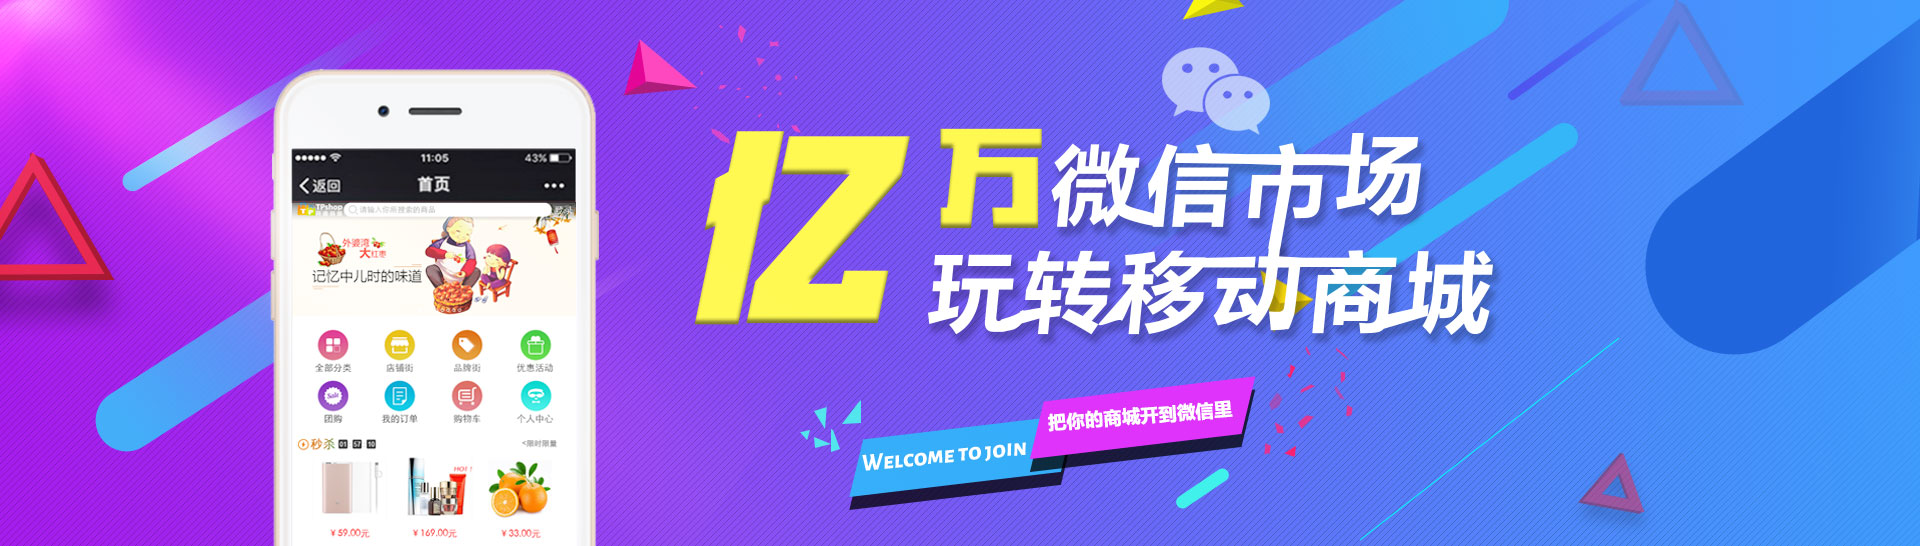 11:05
43%
返回
首页
TPshop
请输入你所搜索的商品
外婆湾
大红枣
记忆中儿时的味道
全部分类 店铺街 品牌街 优惠活动
Sale
团购 我的订单 购物车 个人中心
秒杀 01 57 10 <限时限量
HOT!
¥59.00元 ¥169.00元 ¥33.00元
亿万微信市场
玩转移动商城
WELCOME TO JOIN
把你的商城开到微信里